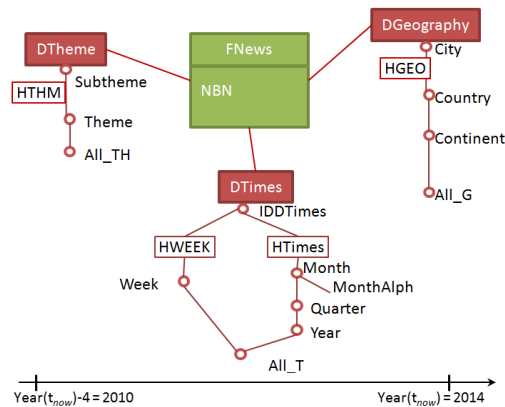 DTheme
FNews
DGeography
Subtheme
NBN
City
HTHM
HGEO
Theme
Country
All_TH
Continent
DTimes
All_G
IDDTimes
HWEEK
HTimes
Week
Month
MonthAlph
Quarter
Year
All_T
Year(tnow)-4=2010
Year(tnow)=2014